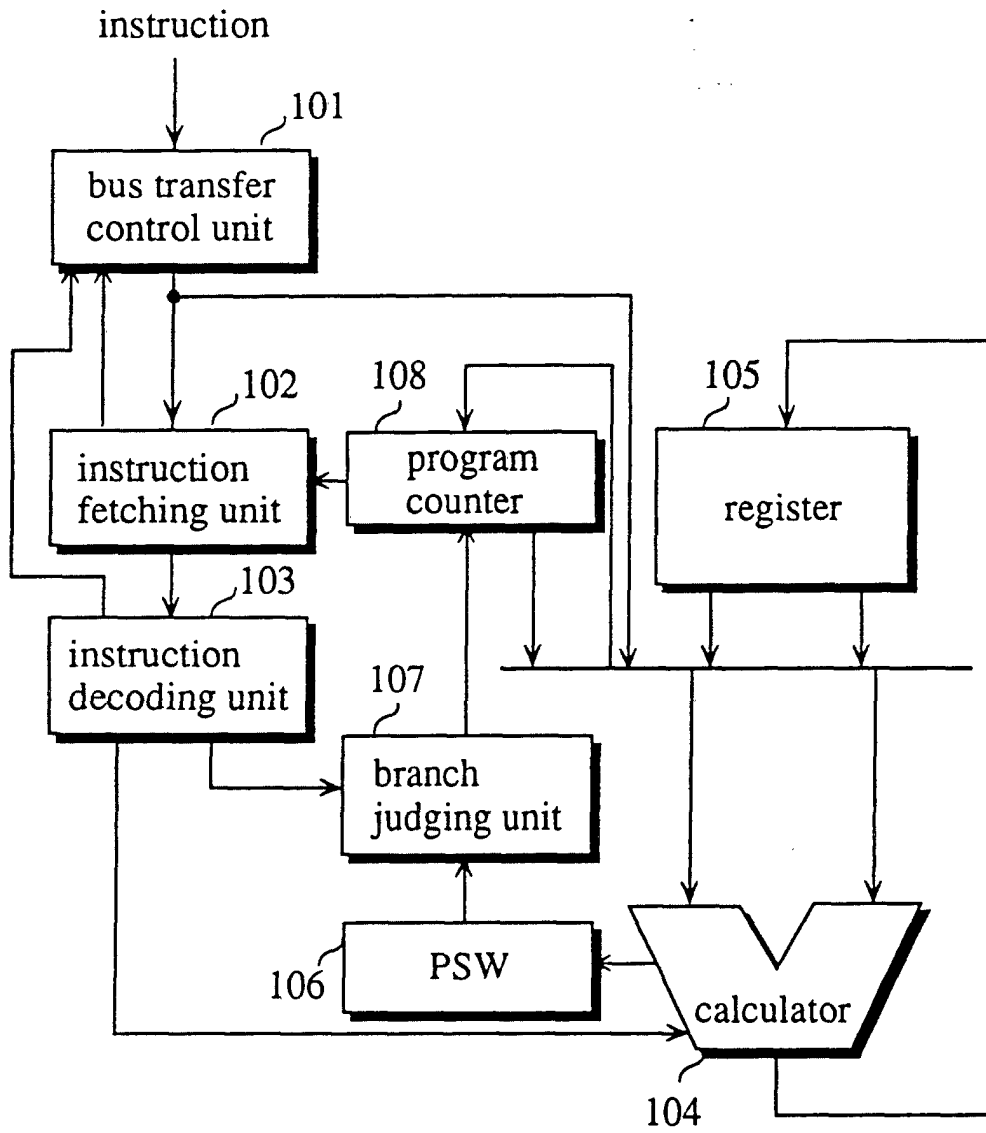 instruction
101
bus transfer
control unit
102
108
105
instruction
fetching unit
program
counter
register
103
instruction
decoding unit
107
branch
judging unit
106
PSW
calculator
104